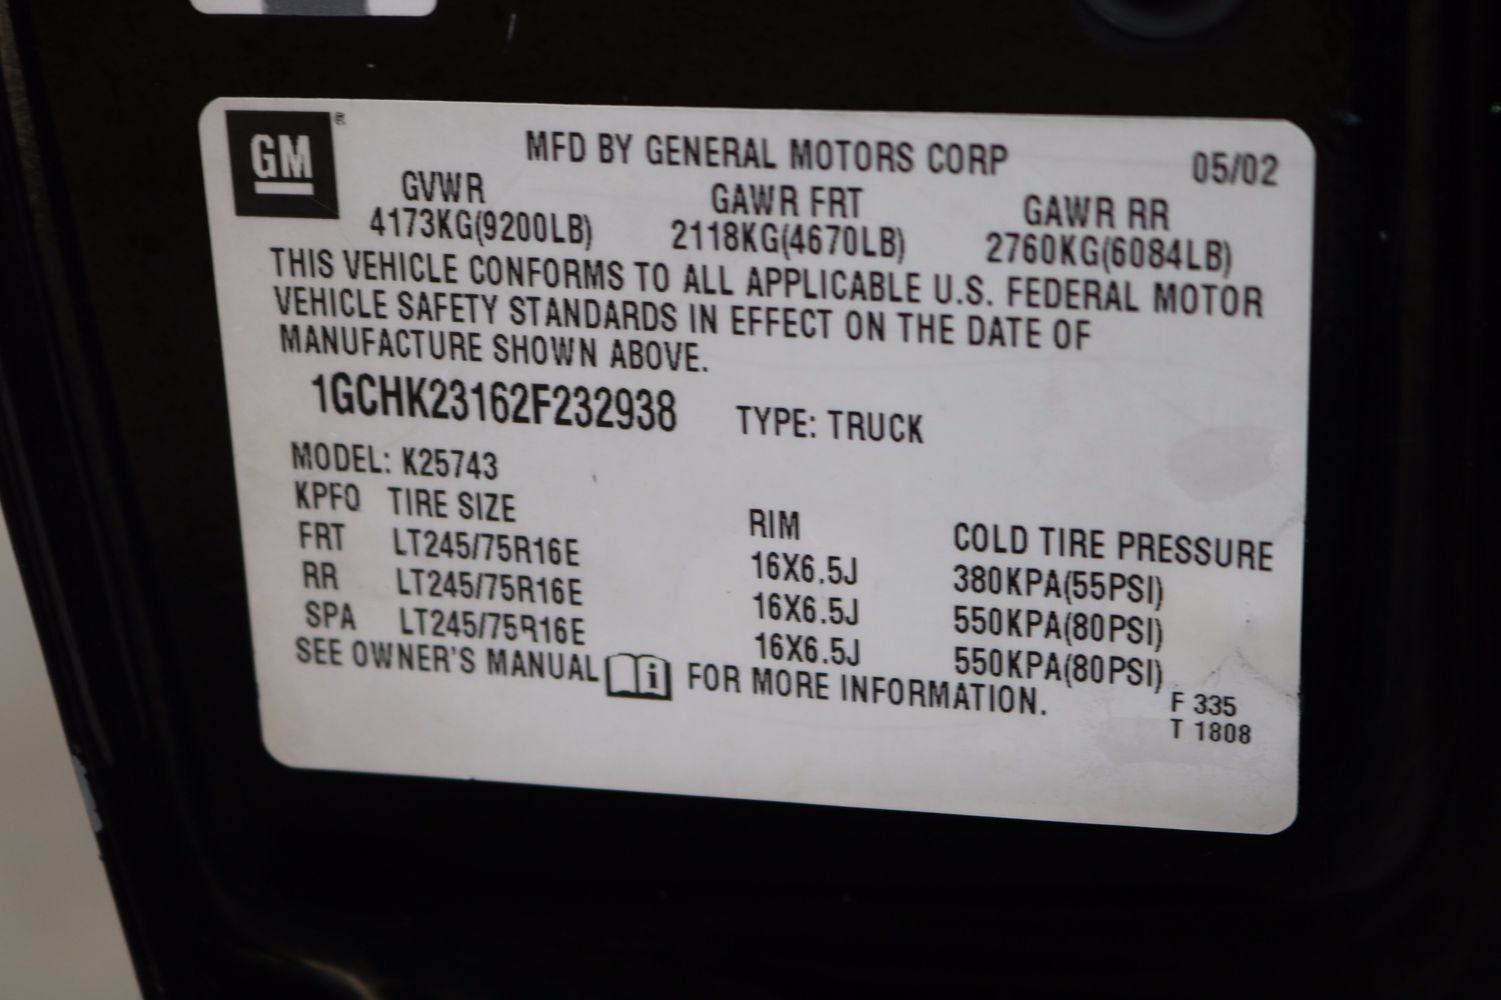 GM ®
MFD BY GENERAL MOTORS CORP 05/02
GVWR GAWR FRT GAWR RR
4173KG(9200LB) 2118KG(4670LB) 2760KG(6084LB)
THIS VEHICLE CONFORMS TO ALL APPLICABLE U.S. FEDERAL MOTOR
VEHICLE SAFETY STANDARDS IN EFFECT ON THE DATE OF
MANUFACTURE SHOWN ABOVE.
1GCHK23162F232938 TYPE: TRUCK
MODEL: K25743
KPFO TIRE SIZE RIM COLD TIRE PRESSURE
FRT LT245/75R16E 16X6.5J 380KPA(55PSI)
RR LT245/75R16E 16X6.5J 550KPA(80PSI)
SPA LT245/75R16E 16X6.5J 550KPA(80PSI)
SEE OWNER'S MANUAL i FOR MORE INFORMATION.
F 335
T 1808